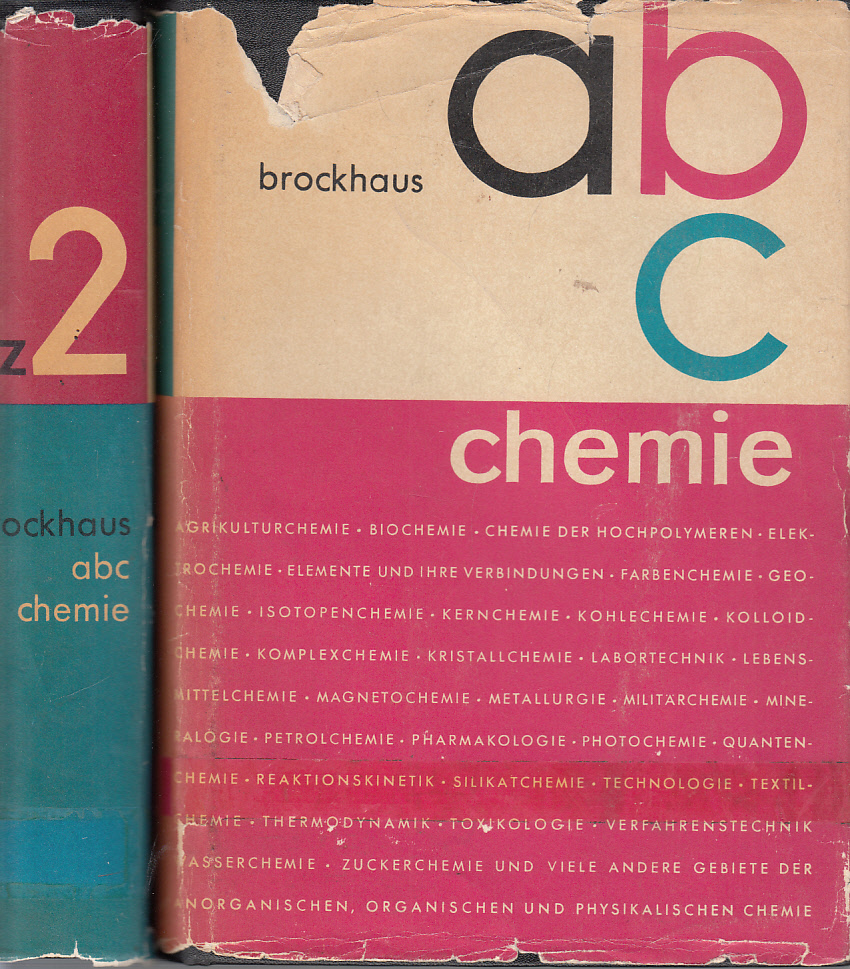 z2
ockhaus
abc
chemie
brockhaus
ab
c
chemie
AGRIKULTURCHEMIE · BIOCHEMIE · CHEMIE DER HOCHPOLYMEREN · ELEK-
TROCHEMIE · ELEMENTE UND IHRE VERBINDUNGEN · FARBENCHEMIE · GEO-
CHEMIE · ISOTOPENCHEMIE · KERNCHEMIE · KOHLECHEMIE · KOLLOID-
CHEMIE · KOMPLEXCHEMIE · KRISTALLCHEMIE · LABORTECHNIK · LEBENS-
MITTELCHEMIE · MAGNETOCHEMIE · METALLURGIE · MILITÄRCHEMIE · MINE-
RALOGIE · PETROLCHEMIE · PHARMAKOLOGIE · PHOTOCHEMIE · QUANTEN-
CHEMIE · REAKTIONSKINETIK · SILIKATCHEMIE · TECHNOLOGIE · TEXTIL-
CHEMIE · THERMODYNAMIK · TOXIKOLOGIE · VERFAHRENSTECHNIK
WASSERCHEMIE · ZUCKERCHEMIE UND VIELE ANDERE GEBIETE DER
ANORGANISCHEN, ORGANISCHEN UND PHYSIKALISCHEN CHEMIE